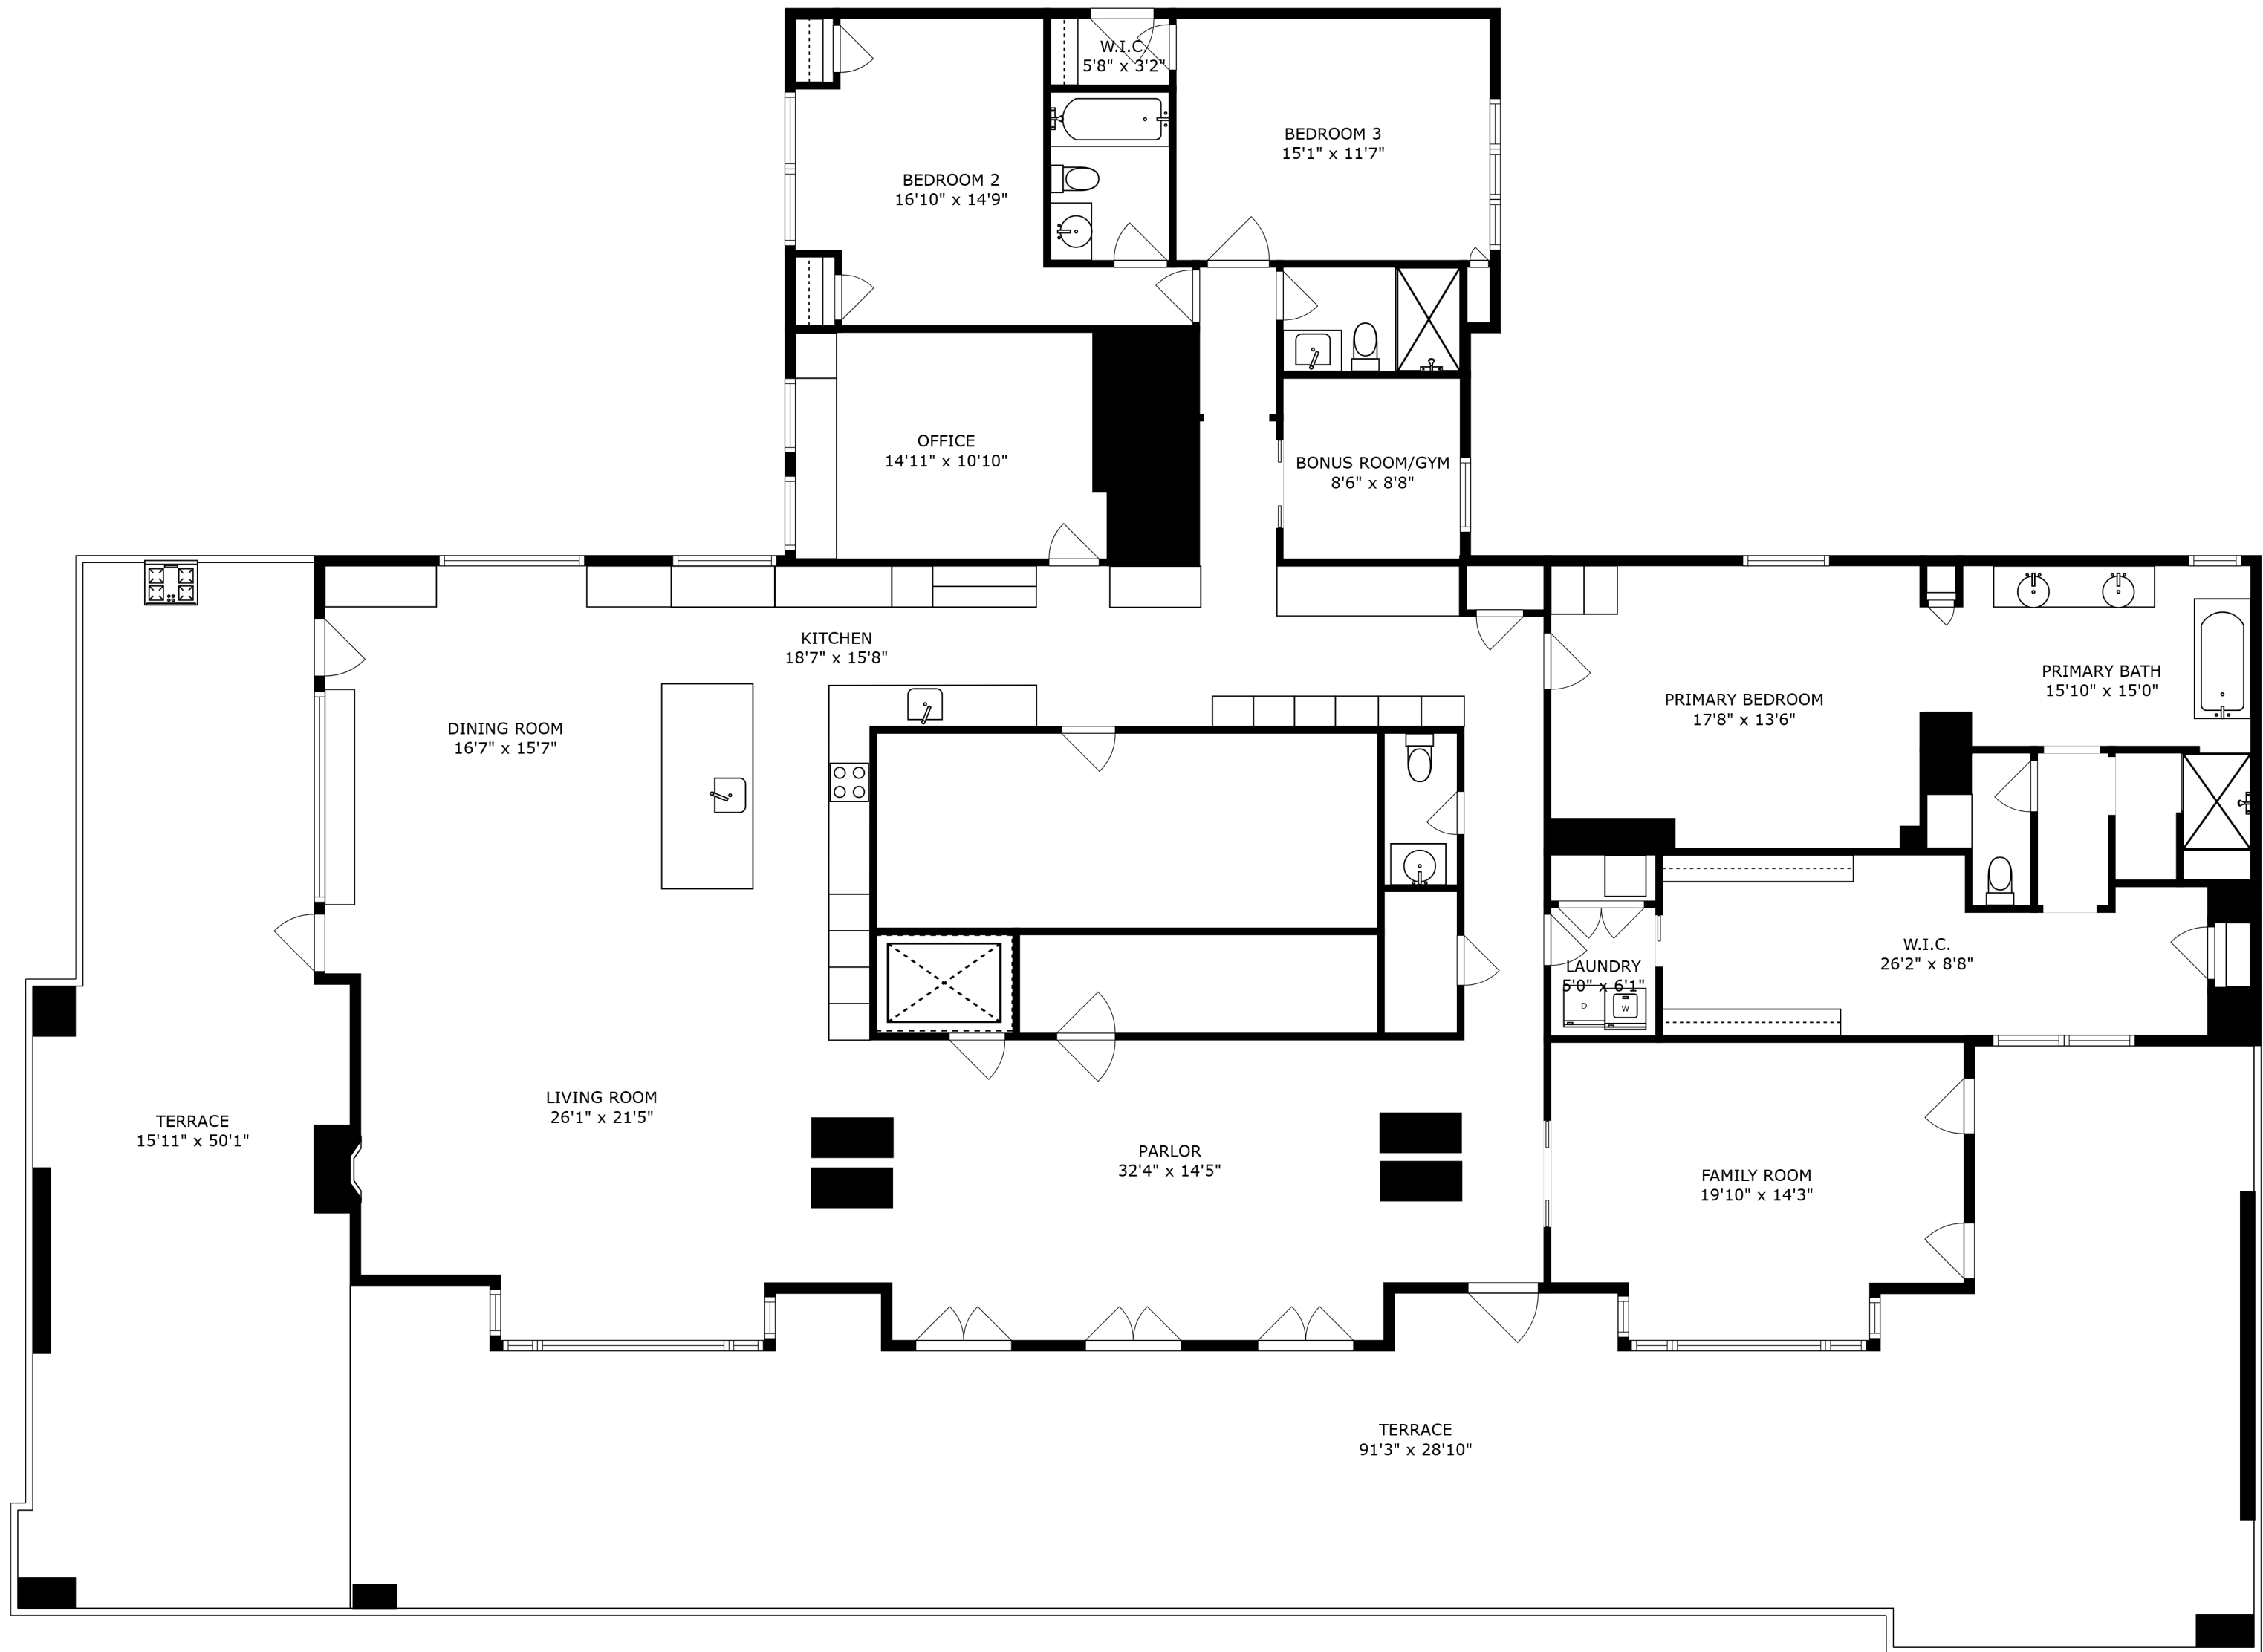 W.I.C.
5'8" x 3'2"
BEDROOM 3
15'1" x 11'7"
BEDROOM 2
16'10" x 14'9"
OFFICE
14'11" x 10'10"
BONUS ROOM/GYM
8'6" x 8'8"
KITCHEN
18'7" x 15'8"
DINING ROOM
16'7" x 15'7"
PRIMARY BEDROOM
17'8" x 13'6"
PRIMARY BATH
15'10" x 15'0"
W.I.C.
26'2" x 8'8"
LAUNDRY
5'0" x 6'1"
D
W
LIVING ROOM
26'1" x 21'5"
TERRACE
15'11" x 50'1"
PARLOR
32'4" x 14'5"
FAMILY ROOM
19'10" x 14'3"
TERRACE
91'3" x 28'10"